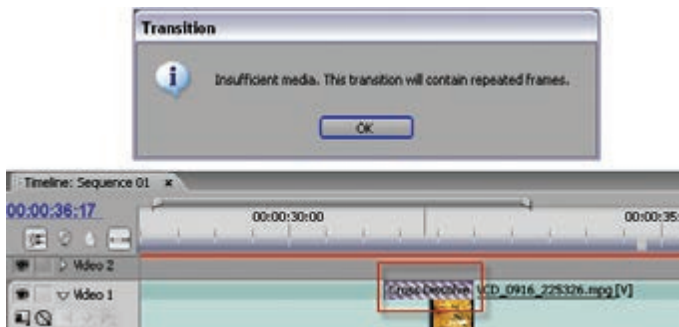 Transition
Insufficient media. This transition will contain repeated frames.
OK
Timeline: Sequence 01 ×
00:00:36:17
00:00:30:00
00:00:35:
Video 2
Video 1
Cross Dissolve
VCD_0916_225326.mpg [V]